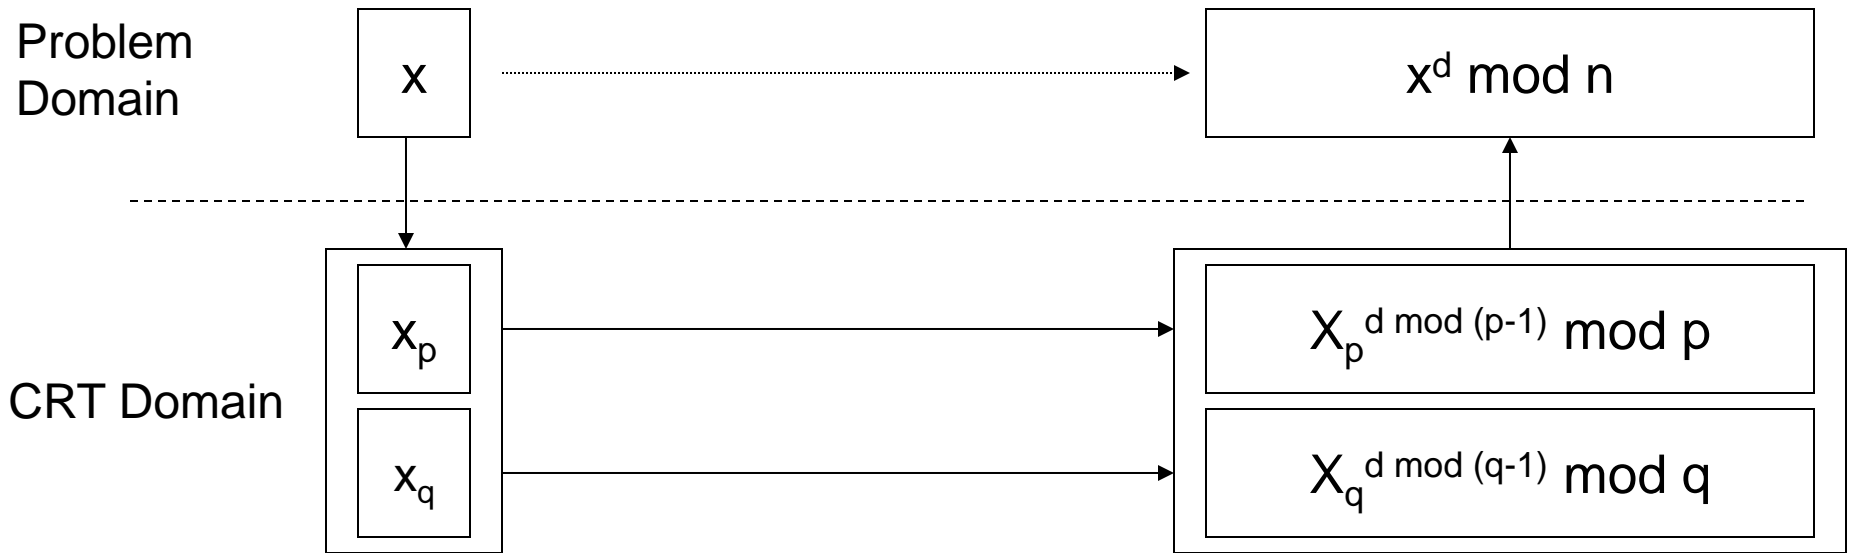 Problem
Domain
x
x^d mod n
x_p
X_p^{d mod (p-1)} mod p
CRT Domain
x_q
X_q^{d mod (q-1)} mod q